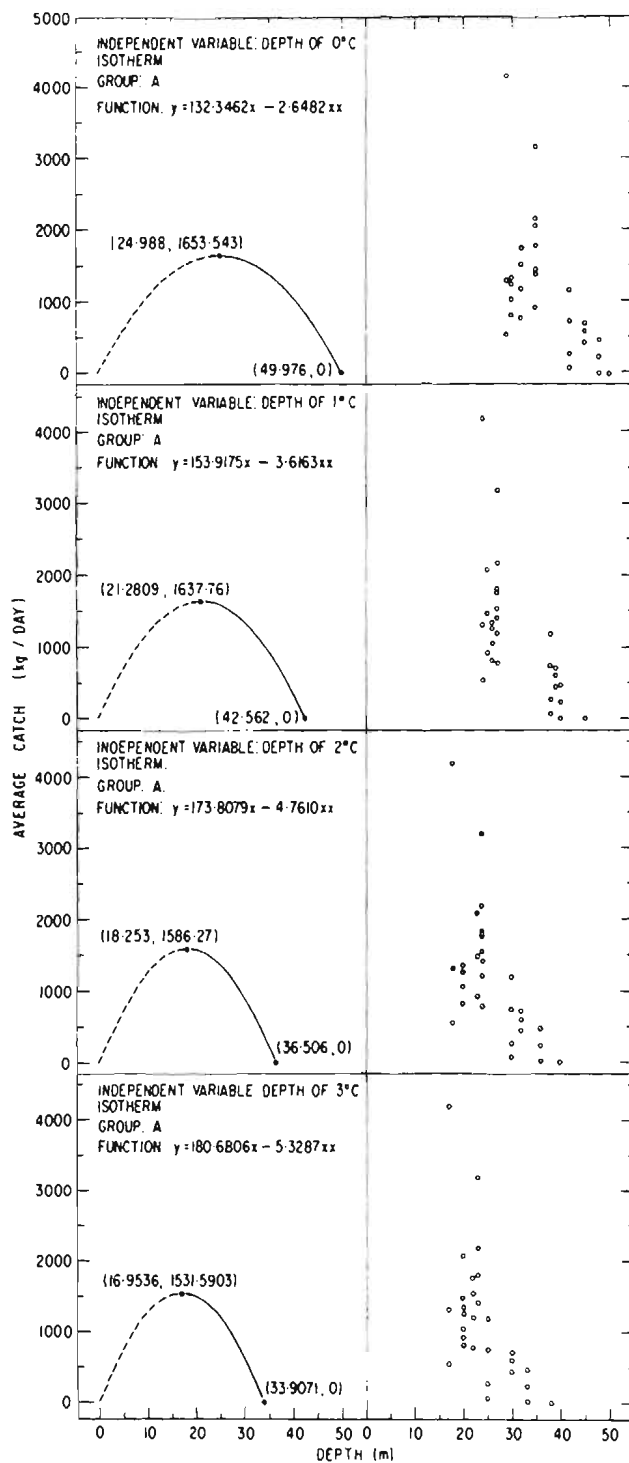 5000
INDEPENDENT VARIABLE: DEPTH OF 0°C
ISOTHERM
GROUP: A
FUNCTION: y=132·3462x − 2·6482xx
4000
3000
2000
(24·988, 1653·543)
1000
(49·976, 0)
0
INDEPENDENT VARIABLE: DEPTH OF 1°C
ISOTHERM
GROUP: A
FUNCTION y=153·9175x − 3·6163xx
4000
3000
2000
(21·2809, 1637·76)
1000
(42·562, 0)
0
INDEPENDENT VARIABLE: DEPTH OF 2°C
ISOTHERM.
GROUP. A.
FUNCTION: y=173·8079x − 4·7610xx
4000
3000
2000
(18·253, 1586·27)
1000
(36·506, 0)
0
INDEPENDENT VARIABLE DEPTH OF 3°C
ISOTHERM
GROUP: A
FUNCTION y=180·6806x − 5·3287xx
4000
3000
2000
(16·9536, 1531·5903)
1000
(33·9071, 0)
0
0 10 20 30 40 50 0 10 20 30 40 50
DEPTH (m)
AVERAGE CATCH (kg / DAY)